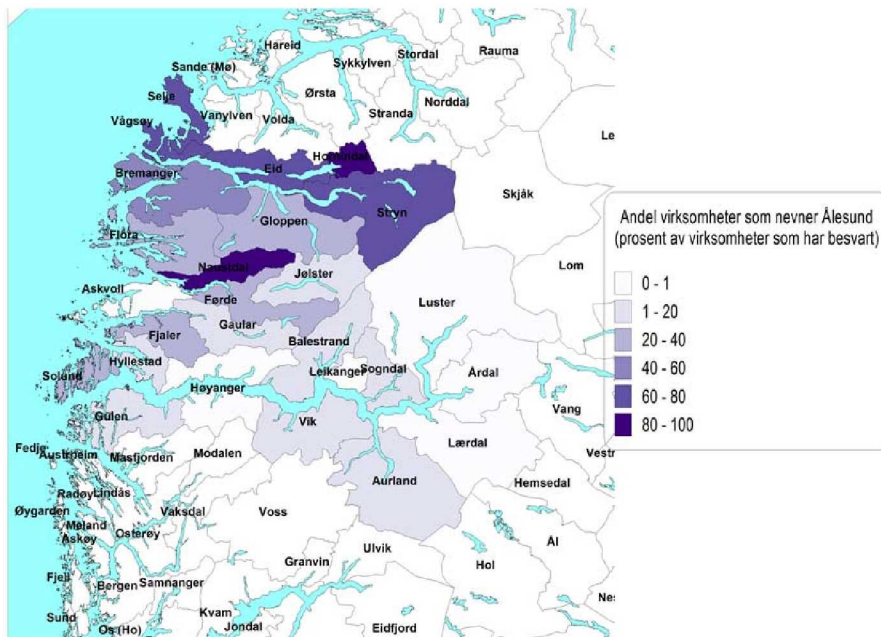 Hareid
Stordal
Rauma
Sykkylven
Sande (Mø)
Ørsta
Norddal
Selje
Vanylven
Stranda
Volda
Vågsøy
Le
Hornindal
Eid
Bremanger
Skjåk
Stryn
Gloppen
Flora
Naustdal
Lom
Jølster
Askvoll
Førde
Luster
Gaular
Fjaler
Balestrand
Hyllestad
Leikanger
Sogndal
Årdal
Solund
Høyanger
Vang
Gulen
Vik
Lærdal
Fedje
Austrheim
Masfjorden
Modalen
Vestr
Aurland
Hemsedal
Radøy
Lindås
Øygarden
Vaksdal
Voss
Meland
Askøy
Osterøy
Ål
Ulvik
Granvin
Hol
Fjell
Bergen
Samnanger
Nes
Kvam
Sund
Os (Ho)
Jondal
Eidfjord
Andel virksomheter som nevner Ålesund
(prosent av virksomheter som har besvart)
0 - 1
1 - 20
20 - 40
40 - 60
60 - 80
80 - 100